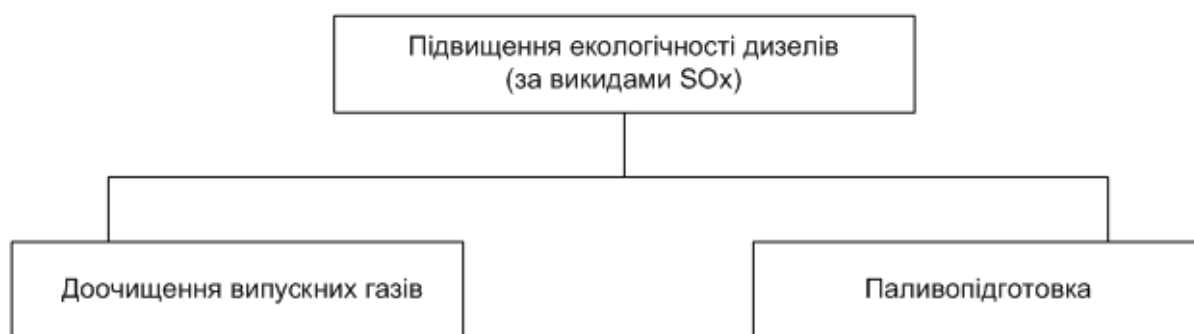 Підвищення екологічності дизелів
(за викидами SOx)
Доочищення випускних газів
Паливопідготовка